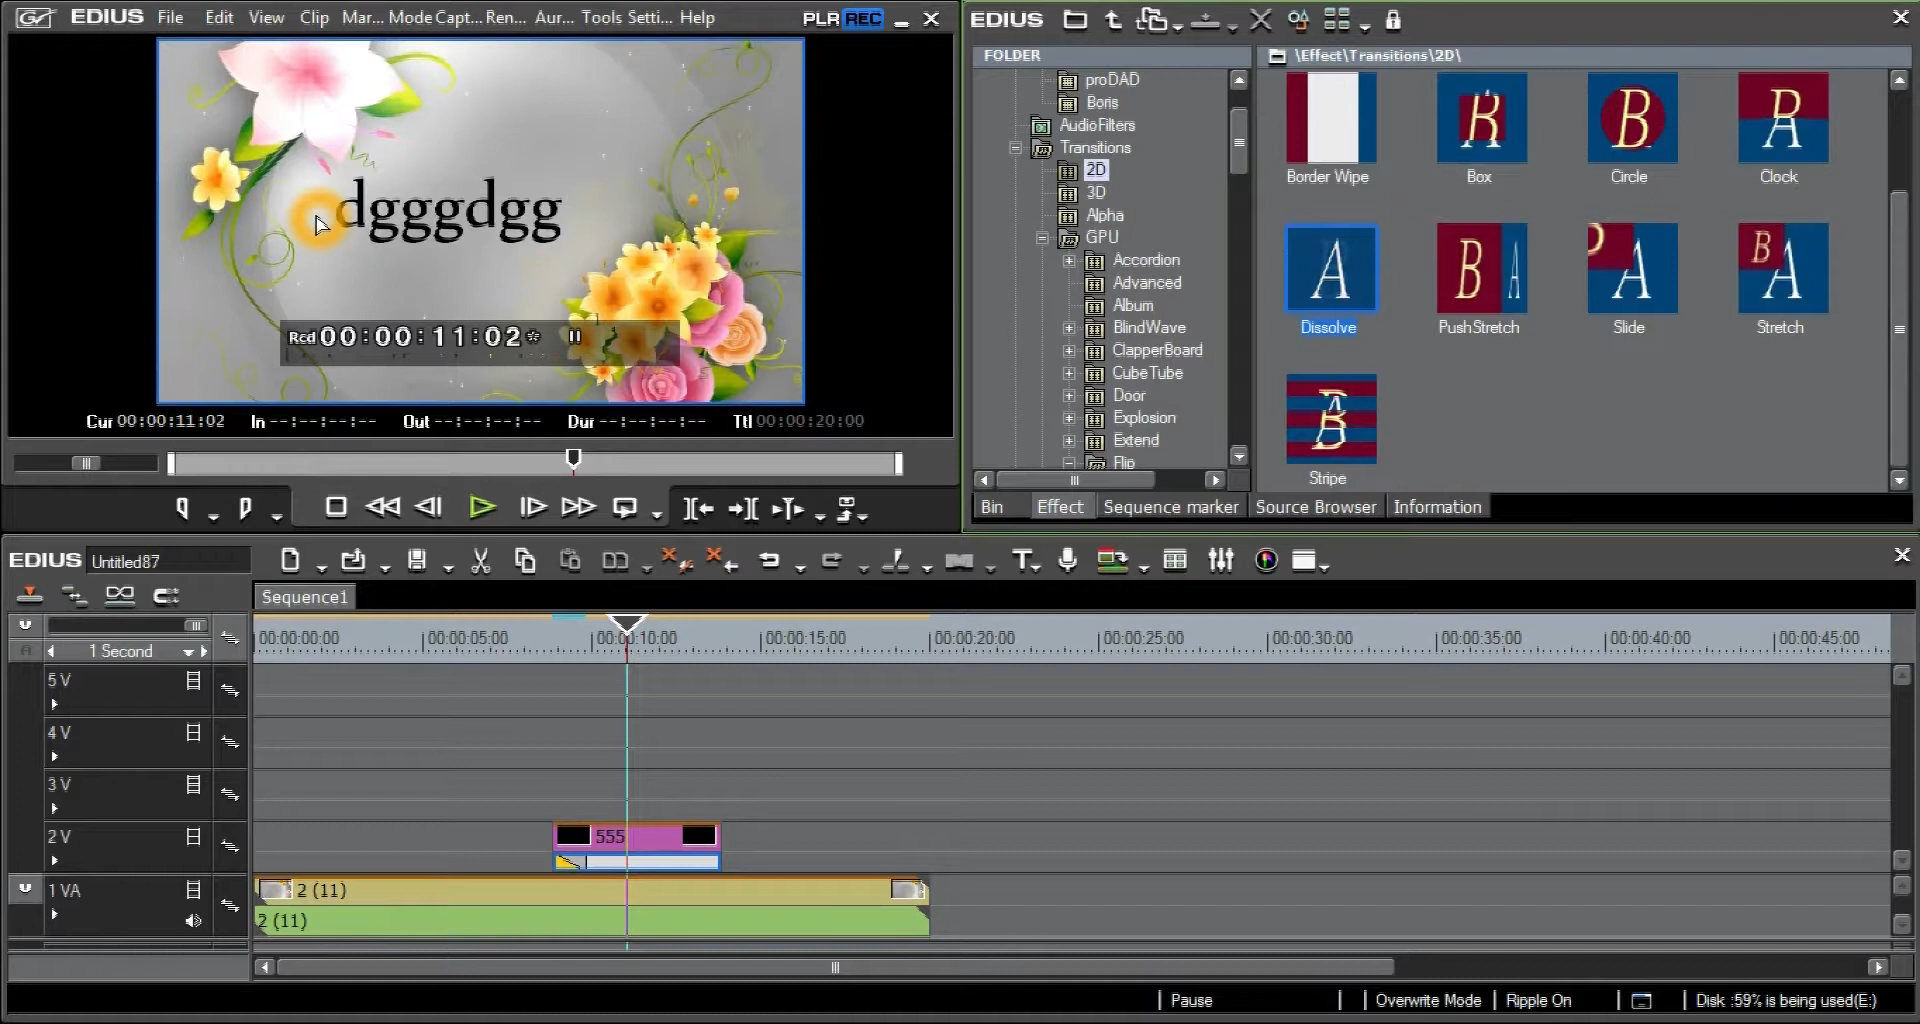 EDIUS File Edit View Clip Mar... Mode Capt... Ren... Aur... Tools Setti... Help PLR REC
dgggdgg
Rcd 00:00:11:02
Cur 00:00:11:02 In --:--:--:-- Out --:--:--:-- Dur --:--:--:-- Ttl 00:00:20:00
EDIUS
FOLDER
\Effect\Transitions\2D\
proDAD
Boris
AudioFilters
Transitions
2D
3D
Alpha
GPU
Accordion
Advanced
Album
BlindWave
ClapperBoard
CubeTube
Door
Explosion
Extend
Flip
Border Wipe Box Circle Clock
Dissolve PushStretch Slide Stretch
Stripe
Bin Effect Sequence marker Source Browser Information
EDIUS Untitled87
Sequence1
1 Second
00:00:00:00 00:00:05:00 00:00:10:00 00:00:15:00 00:00:20:00 00:00:25:00 00:00:30:00 00:00:35:00 00:00:40:00 00:00:45:00
5 V
4 V
3 V
2 V 555
1 VA 2 (11)
2 (11)
Pause Overwrite Mode Ripple On Disk :59% is being used(E:)